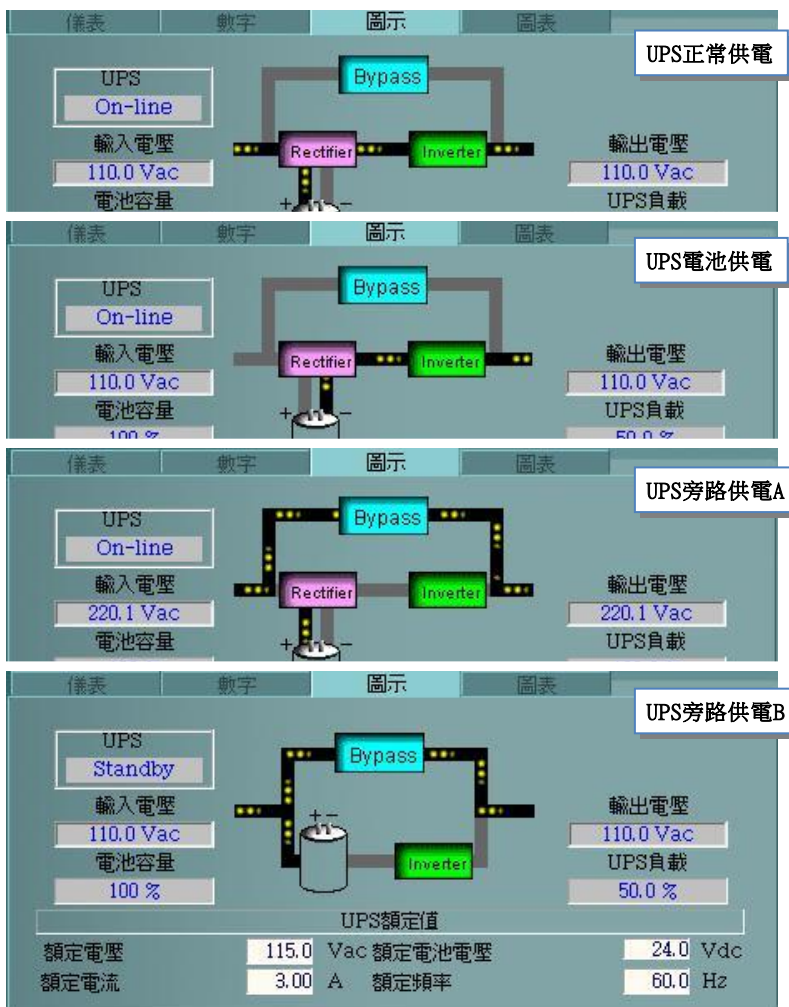 儀表 數字 圖示 圖表
UPS正常供電
UPS
On-line
Bypass
輸入電壓
110.0 Vac
Rectifier
Inverter
輸出電壓
110.0 Vac
電池容量
+ -
UPS負載
儀表 數字 圖示 圖表
UPS電池供電
UPS
On-line
Bypass
輸入電壓
110.0 Vac
Rectifier
Inverter
輸出電壓
110.0 Vac
電池容量
+ -
UPS負載
100 %
50.0 %
儀表 數字 圖示 圖表
UPS旁路供電A
UPS
On-line
Bypass
輸入電壓
220.1 Vac
Rectifier
Inverter
輸出電壓
220.1 Vac
電池容量
+ -
UPS負載
儀表 數字 圖示 圖表
UPS旁路供電B
UPS
Standby
Bypass
輸入電壓
110.0 Vac
+ -
輸出電壓
110.0 Vac
電池容量
100 %
Inverter
UPS負載
50.0 %
UPS額定值
額定電壓 115.0 Vac 額定電池電壓 24.0 Vdc
額定電流 3.00 A 額定頻率 60.0 Hz